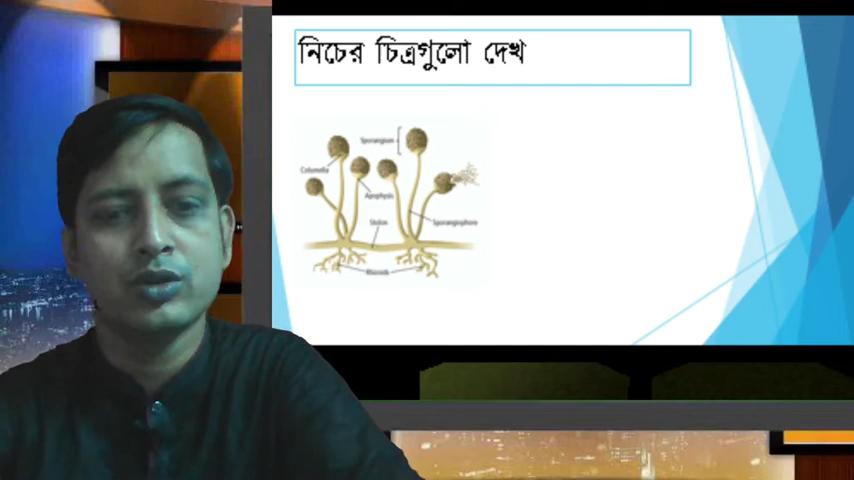 নিচের চিত্রগুলো দেখ
Sporangium
Columella
Apophysis
Stolon
Sporangiophore
Rhizoids